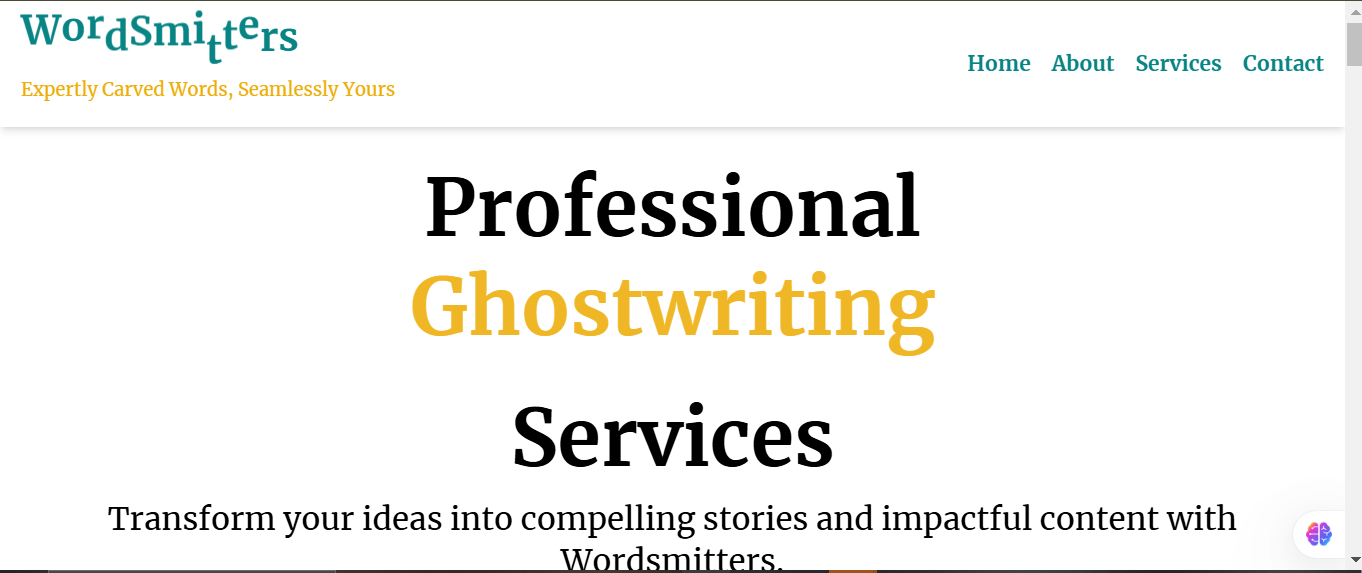 WordSmitters
Expertly Carved Words, Seamlessly Yours
Home About Services Contact
Professional
Ghostwriting
Services
Transform your ideas into compelling stories and impactful content with
Wordsmitters.